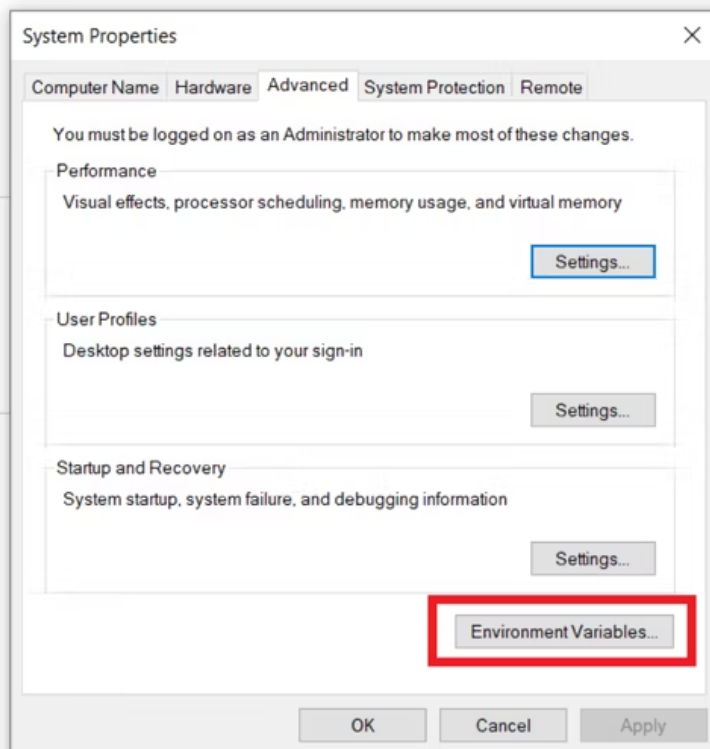 System Properties
Computer Name Hardware Advanced System Protection Remote
You must be logged on as an Administrator to make most of these changes.
Performance
Visual effects, processor scheduling, memory usage, and virtual memory
Settings...
User Profiles
Desktop settings related to your sign-in
Settings...
Startup and Recovery
System startup, system failure, and debugging information
Settings...
Environment Variables...
OK Cancel Apply